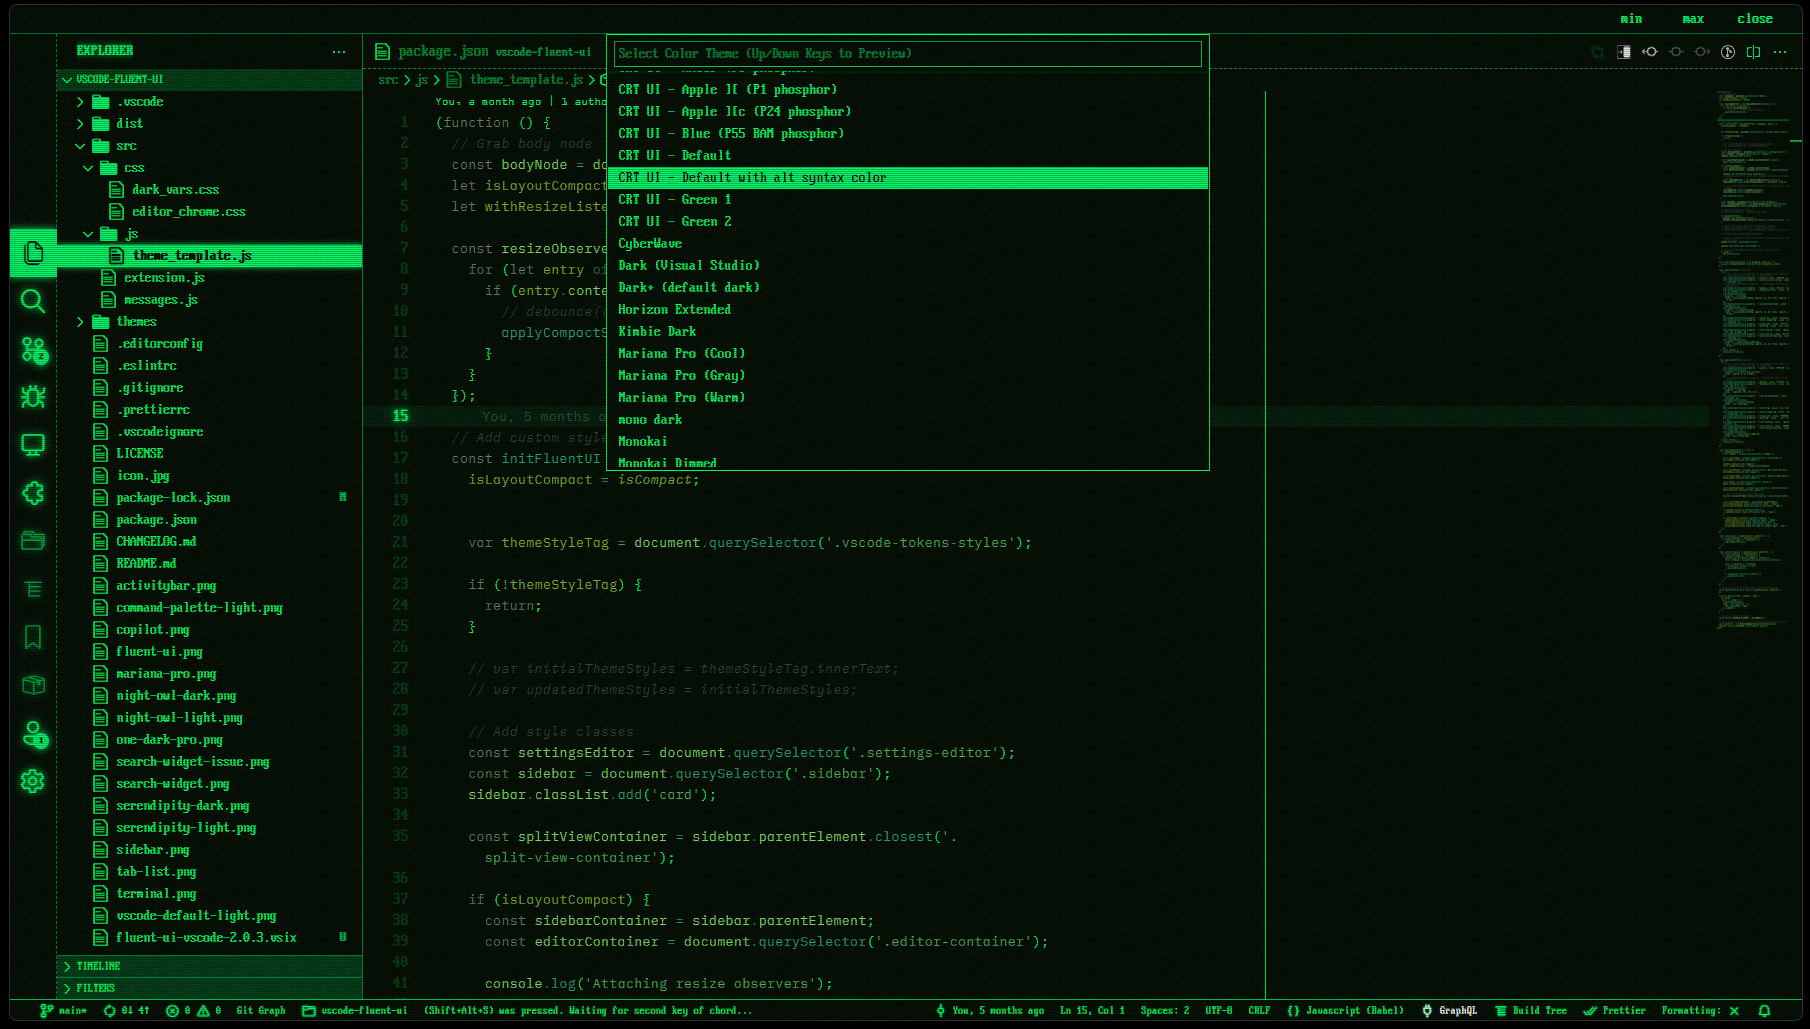 min max close
EXPLORER ...
VSCODE-FLUENT-UI
.vscode
dist
src
css
dark_vars.css
editor_chrome.css
js
theme_template.js
extension.js
messages.js
themes
.editorconfig
.eslintrc
.gitignore
.prettierrc
.vscodeignore
LICENSE
icon.jpg
package-lock.json M
package.json
CHANGELOG.md
README.md
activitybar.png
command-palette-light.png
copilot.png
fluent-ui.png
mariana-pro.png
night-owl-dark.png
night-owl-light.png
one-dark-pro.png
search-widget-issue.png
search-widget.png
serendipity-dark.png
serendipity-light.png
sidebar.png
tab-list.png
terminal.png
vscode-default-light.png
fluent-ui-vscode-2.0.3.vsix U
TIMELINE
FILTERS
package.json vscode-fluent-ui
src > js > theme_template.js >
You, a month ago | 1 autho
1 (function () {
2 // Grab body node
3 const bodyNode = do
4 let isLayoutCompact
5 let withResizeListe
6
7 const resizeObserve
8 for (let entry of
9 if (entry.conte
10 // debounce((
11 applyCompactS
12 }
13 }
14 });
15 You, 5 months a
16 // Add custom style
17 const initFluentUI
18 isLayoutCompact = isCompact;
19
20
21 var themeStyleTag = document.querySelector('.vscode-tokens-styles');
22
23 if (!themeStyleTag) {
24 return;
25 }
26
27 // var initialThemeStyles = themeStyleTag.innerText;
28 // var updatedThemeStyles = initialThemeStyles;
29
30 // Add style classes
31 const settingsEditor = document.querySelector('.settings-editor');
32 const sidebar = document.querySelector('.sidebar');
33 sidebar.classList.add('card');
34
35 const splitViewContainer = sidebar.parentElement.closest('.
split-view-container');
36
37 if (isLayoutCompact) {
38 const sidebarContainer = sidebar.parentElement;
39 const editorContainer = document.querySelector('.editor-container');
40
41 console.log('Attaching resize observers');
Select Color Theme (Up/Down Keys to Preview)
CRT UI - Apple ][ (P1 phosphor)
CRT UI - Apple ][c (P24 phosphor)
CRT UI - Blue (P55 BAM phosphor)
CRT UI - Default
CRT UI - Default with alt syntax color
CRT UI - Green 1
CRT UI - Green 2
CyberWave
Dark (Visual Studio)
Dark+ (default dark)
Horizon Extended
Kimbie Dark
Mariana Pro (Cool)
Mariana Pro (Gray)
Mariana Pro (Warm)
mono dark
Monokai
Monokai Dimmed
main* 0↓ 4↑ 0 0 Git Graph vscode-fluent-ui (Shift+Alt+S) was pressed. Waiting for second key of chord... You, 5 months ago Ln 15, Col 1 Spaces: 2 UTF-8 CRLF {} Javascript (Babel) GraphQL Build Tree Prettier Formatting: ✕